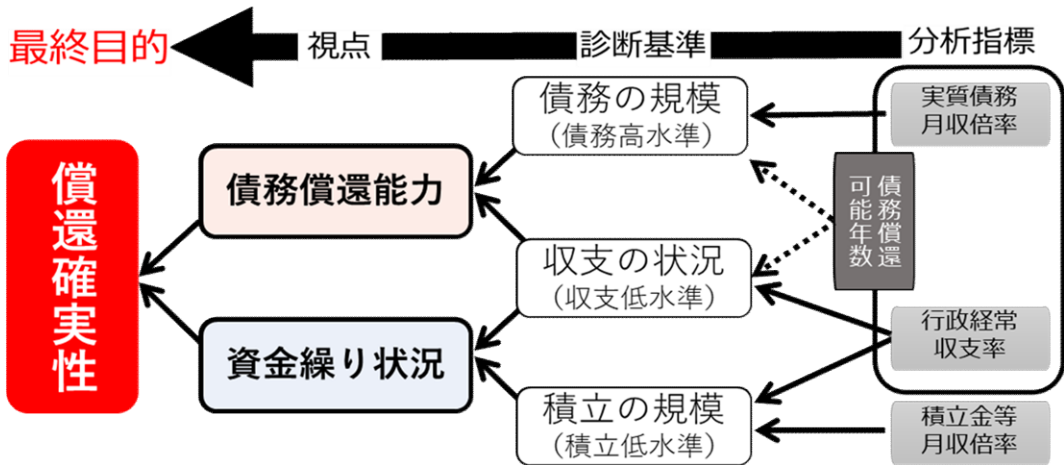 最終目的
視点
診断基準
分析指標
償還確実性
債務償還能力
資金繰り状況
債務の規模
（債務高水準）
収支の状況
（収支低水準）
積立の規模
（積立低水準）
実質債務
月収倍率
債務償還
可能年数
行政経常
収支率
積立金等
月収倍率